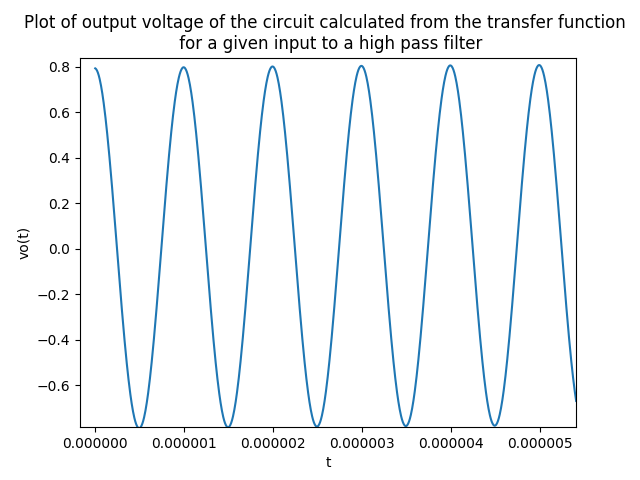 Plot of output voltage of the circuit calculated from the transfer function
for a given input to a high pass filter
0.8
0.6
0.4
0.2
0.0
−0.2
−0.4
−0.6
vo(t)
0.000000 0.000001 0.000002 0.000003 0.000004 0.000005
t